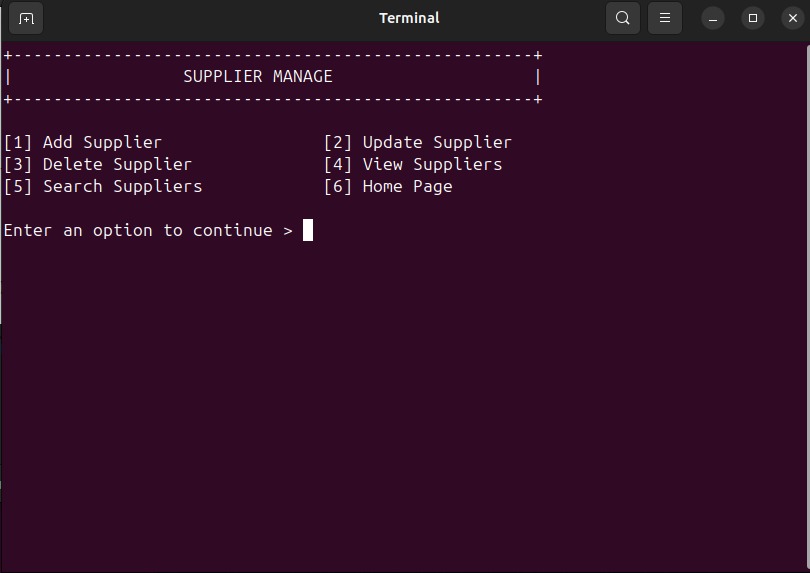 Terminal
+----------------------------------------------------+
|                 SUPPLIER MANAGE                    |
+----------------------------------------------------+
[1] Add Supplier                [2] Update Supplier
[3] Delete Supplier             [4] View Suppliers
[5] Search Suppliers            [6] Home Page
Enter an option to continue >